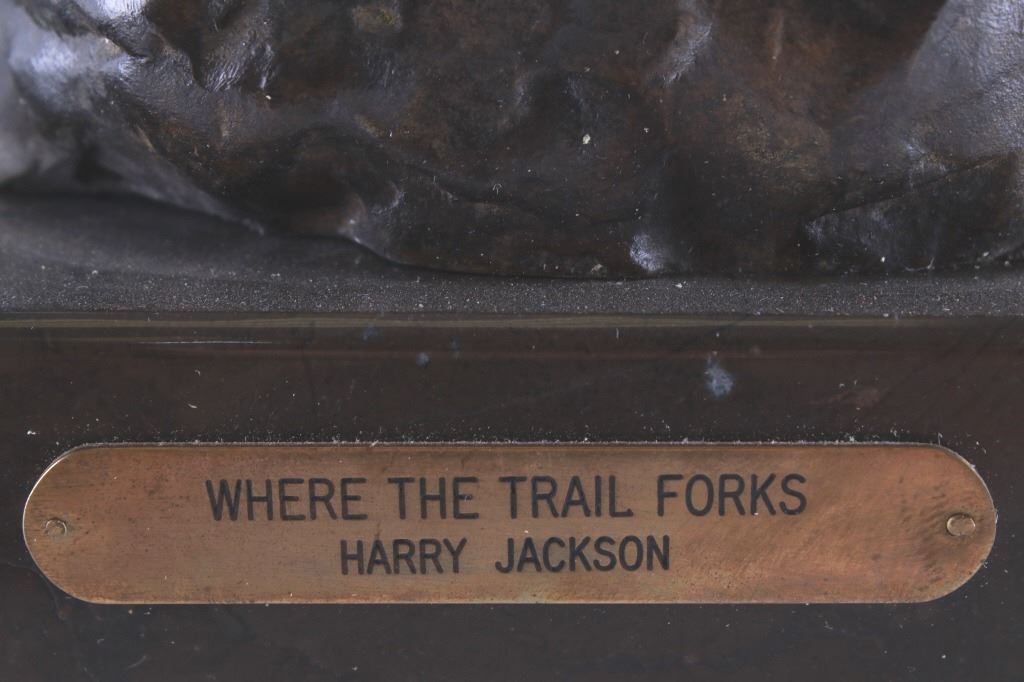 WHERE THE TRAIL FORKS
HARRY JACKSON